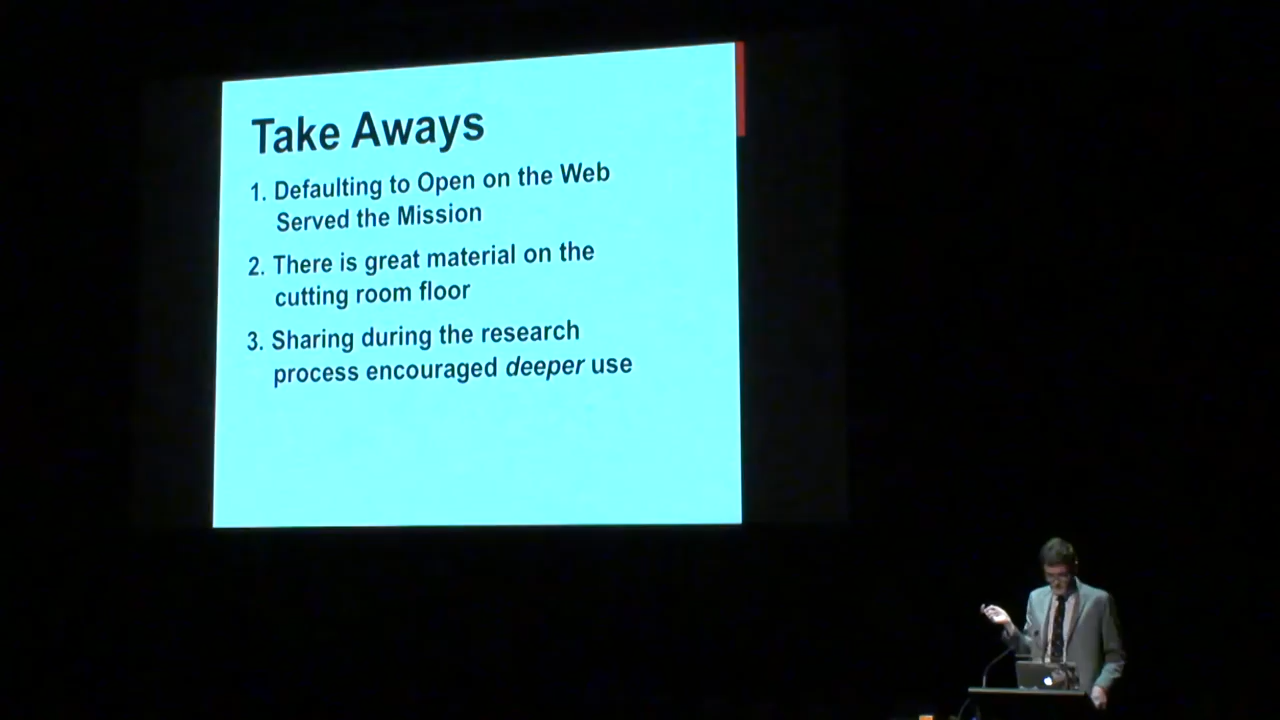 Take Aways
1. Defaulting to Open on the Web
Served the Mission
2. There is great material on the
cutting room floor
3. Sharing during the research
process encouraged deeper use